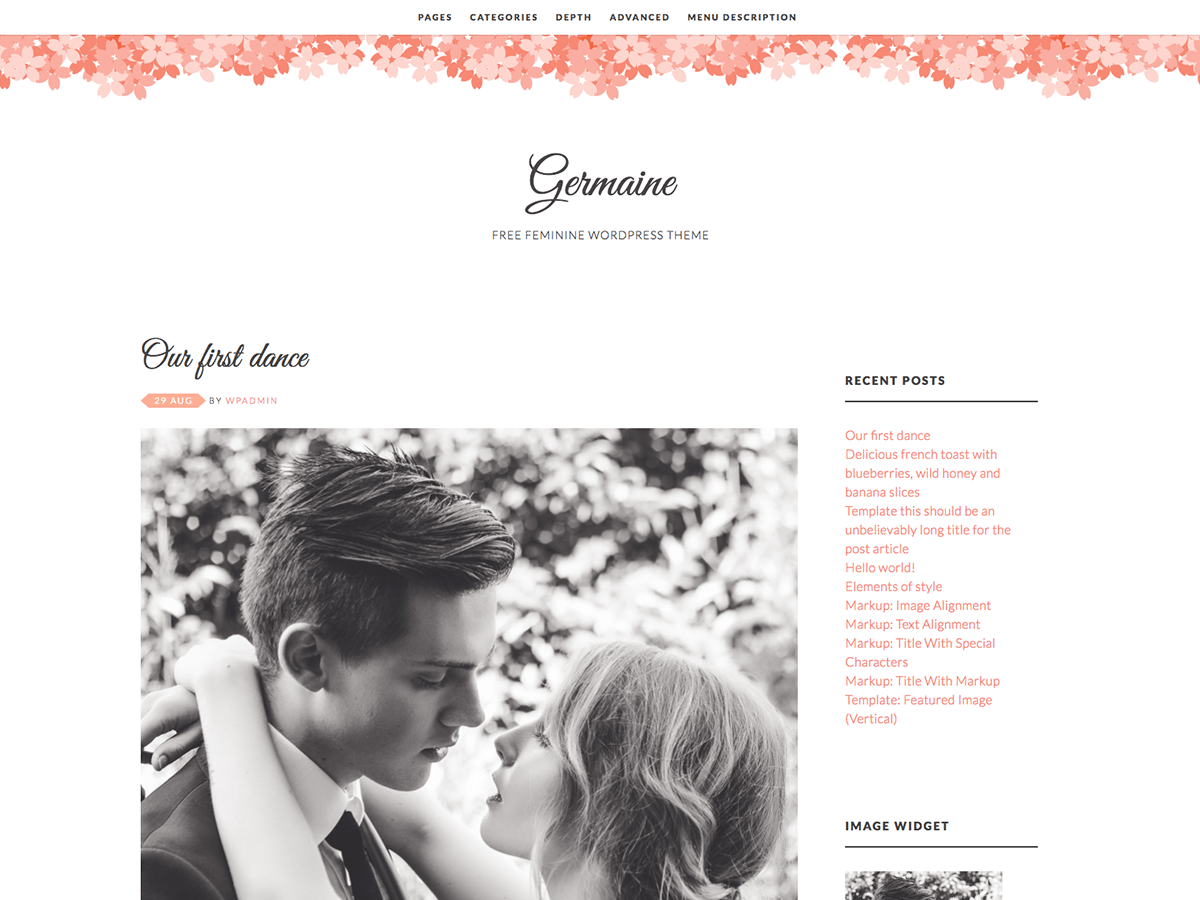 PAGES CATEGORIES DEPTH ADVANCED MENU DESCRIPTION
Germaine
FREE FEMININE WORDPRESS THEME
Our first dance
29 AUG BY WPADMIN
RECENT POSTS
Our first dance
Delicious french toast with
blueberries, wild honey and
banana slices
Template this should be an
unbelievably long title for the
post article
Hello world!
Elements of style
Markup: Image Alignment
Markup: Text Alignment
Markup: Title With Special
Characters
Markup: Title With Markup
Template: Featured Image
(Vertical)
IMAGE WIDGET